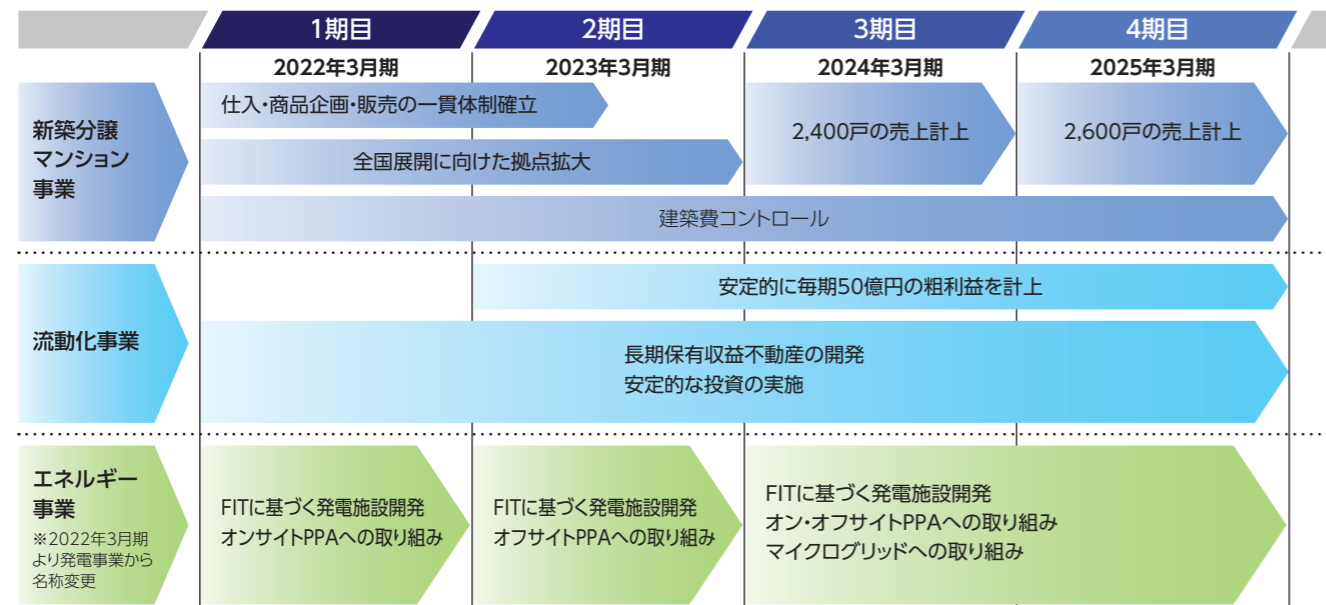 1期目
2期目
3期目
4期目
2022年3月期
2023年3月期
2024年3月期
2025年3月期
新築分譲
マンション
事業
仕入・商品企画・販売の一貫体制確立
全国展開に向けた拠点拡大
2,400戸の売上計上
2,600戸の売上計上
建築費コントロール
流動化事業
安定的に毎期50億円の粗利益を計上
長期保有収益不動産の開発
安定的な投資の実施
エネルギー
事業
※2022年3月期
より発電事業から
名称変更
FITに基づく発電施設開発
オンサイトPPAへの取り組み
FITに基づく発電施設開発
オフサイトPPAへの取り組み
FITに基づく発電施設開発
オン・オフサイトPPAへの取り組み
マイクログリッドへの取り組み